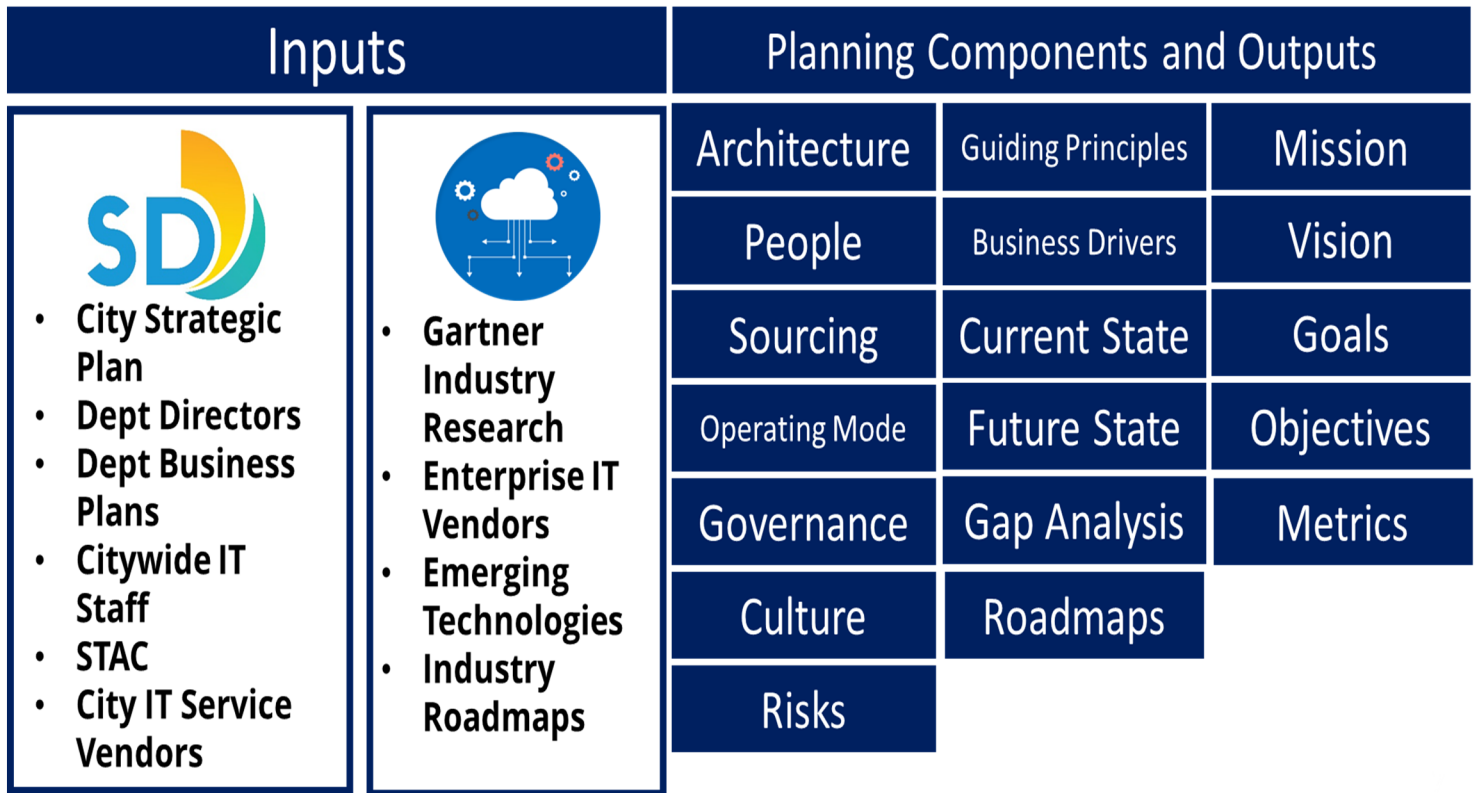 Inputs
Planning Components and Outputs
SD
• City Strategic
Plan
• Dept Directors
• Dept Business
Plans
• Citywide IT
Staff
• STAC
• City IT Service
Vendors
• Gartner
Industry
Research
• Enterprise IT
Vendors
• Emerging
Technologies
• Industry
Roadmaps
Architecture
People
Sourcing
Operating Mode
Governance
Culture
Risks
Guiding Principles
Business Drivers
Current State
Future State
Gap Analysis
Roadmaps
Mission
Vision
Goals
Objectives
Metrics